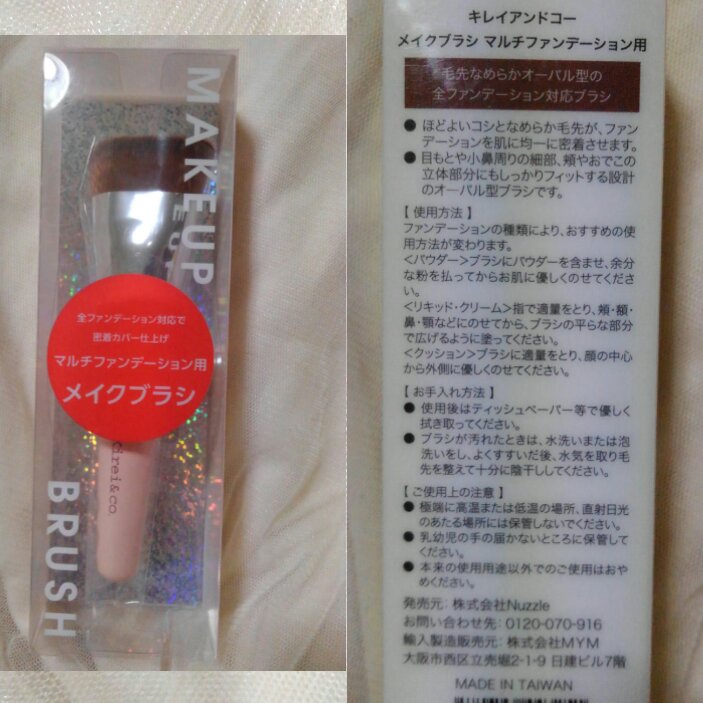 MAKEUP
全ファンデーション対応で
密着カバー仕上げ
マルチファンデーション用
メイクブラシ
kirei&co.
BRUSH
キレイアンドコー
メイクブラシ マルチファンデーション用
毛先なめらかオーバル型の
全ファンデーション対応ブラシ
● ほどよいコシとなめらか毛先が、ファン
デーションを肌に均一に密着させます。
● 目もとや小鼻周りの細部、頬やおでこの
立体部分にもしっかりフィットする設計
のオーバル型ブラシです。
【 使用方法 】
ファンデーションの種類により、おすすめの使
用方法が変わります。
<パウダー>ブラシにパウダーを含ませ、余分
な粉を払ってからお肌に優しくのせてくださ
い。
<リキッド・クリーム>指で適量をとり、頬・額・
鼻・顎などにのせてから、ブラシの平らな部分
で広げるように塗ってください。
<クッション>ブラシに適量をとり、顔の中心
から外側に優しくのせてください。
【 お手入れ方法 】
● 使用後はティッシュペーパー等で優しく
拭き取ってください。
● ブラシが汚れたときは、水洗いまたは泡
洗いをし、よくすすいだ後、水気を取り毛
先を整えて十分に陰干ししてください。
【 ご使用上の注意 】
● 極端に高温または低温の場所、直射日光
のあたる場所には保管しないでください。
● 乳幼児の手の届かないところに保管して
ください。
● 本来の使用用途以外でのご使用はおや
めください。
発売元: 株式会社Nuzzle
お問い合わせ先: 0120-070-916
輸入製造販売元: 株式会社MYM
大阪市西区立売堀2-1-9 日建ビル7階
MADE IN TAIWAN